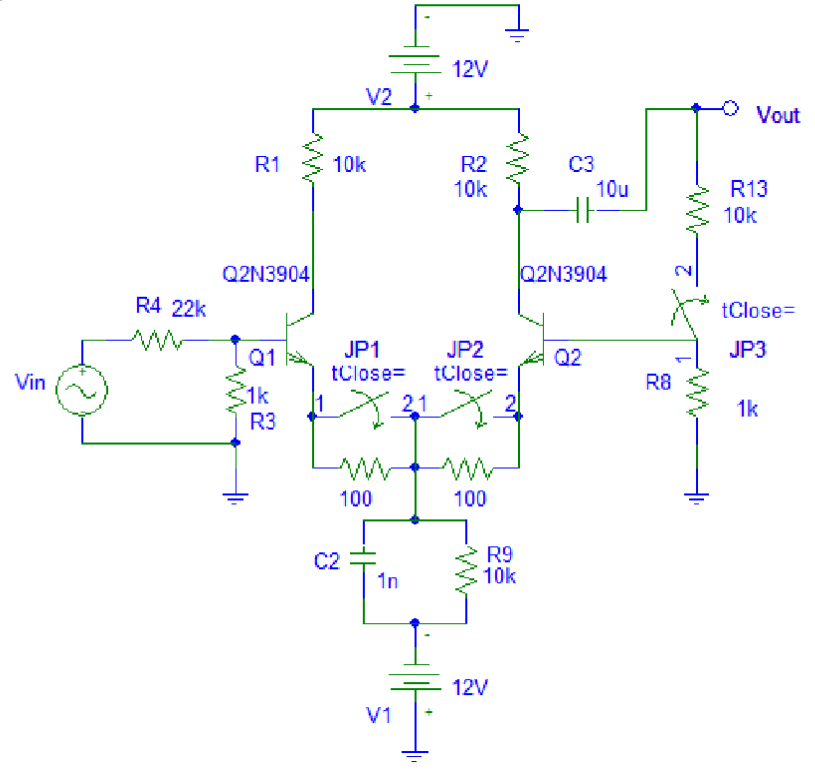 -
12V
V2 +
Vout
R1 10k
R2 10k
C3 10u
R13 10k
Q2N3904
Q2N3904
2
R4 22k
tClose=
Q1
JP1
tClose=
JP2
tClose=
Q2
JP3
1
Vin
+
1k
R3
R8
1k
1 2 1 2
100
100
C2
1n
R9
10k
-
12V
V1 +